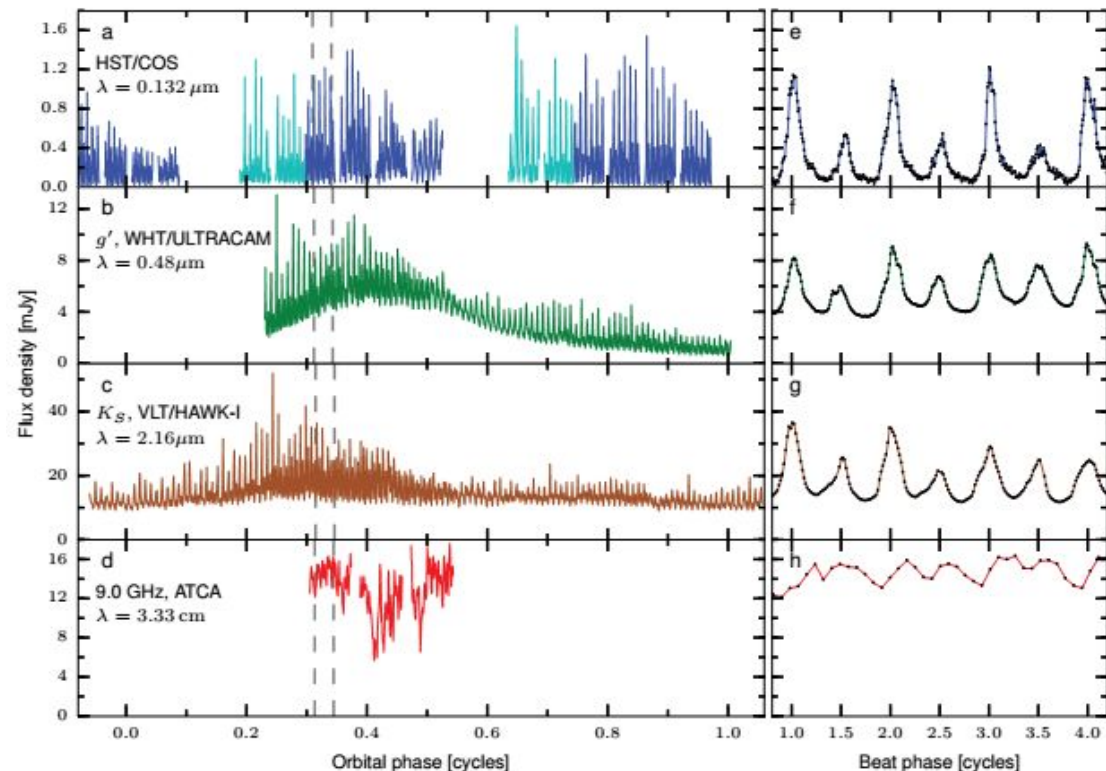 a
HST/COS
λ = 0.132 μm
1.6
1.2
0.8
0.4
0.0
e
b
g′, WHT/ULTRACAM
λ = 0.48μm
12
8
4
0
f
Flux density [mJy]
c
K_S, VLT/HAWK-I
λ = 2.16μm
40
20
0
g
d
9.0 GHz, ATCA
λ = 3.33 cm
16
12
8
4
0
h
0.0 0.2 0.4 0.6 0.8 1.0
Orbital phase [cycles]
1.0 1.5 2.0 2.5 3.0 3.5 4.0
Beat phase [cycles]